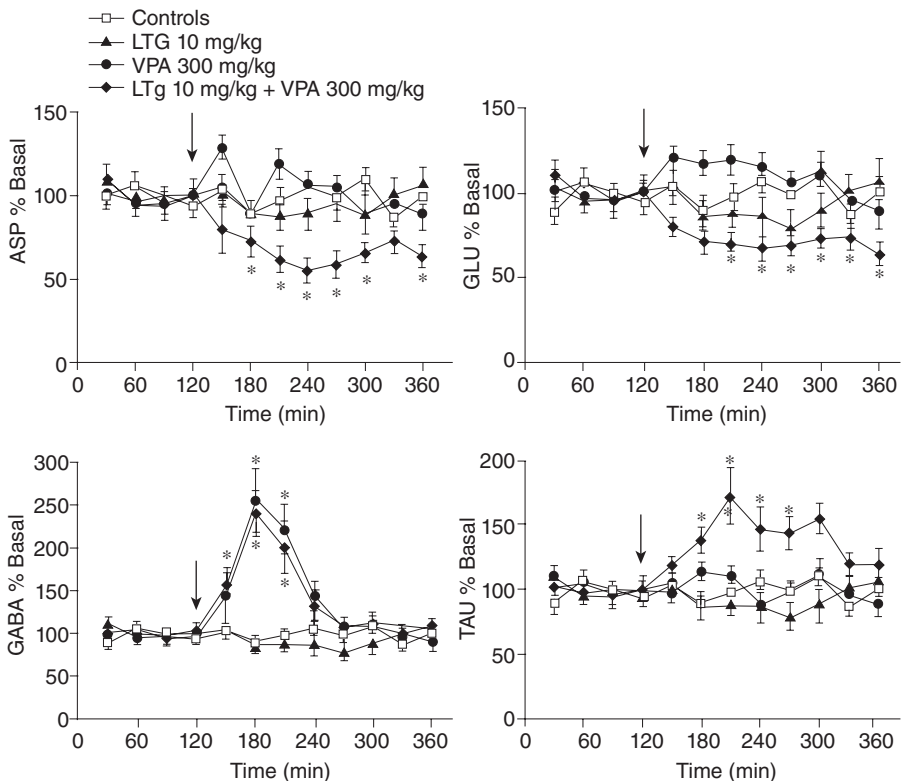 Controls
LTG 10 mg/kg
VPA 300 mg/kg
LTg 10 mg/kg + VPA 300 mg/kg
150
100
50
0
ASP % Basal
0 60 120 180 240 300 360
Time (min)
* * * * * *
150
100
50
0
GLU % Basal
0 60 120 180 240 300 360
Time (min)
* * * * * *
300
250
200
150
100
50
0
GABA % Basal
0 60 120 180 240 300 360
Time (min)
* * * * *
200
150
100
50
0
TAU % Basal
0 60 120 180 240 300 360
Time (min)
* * * * *